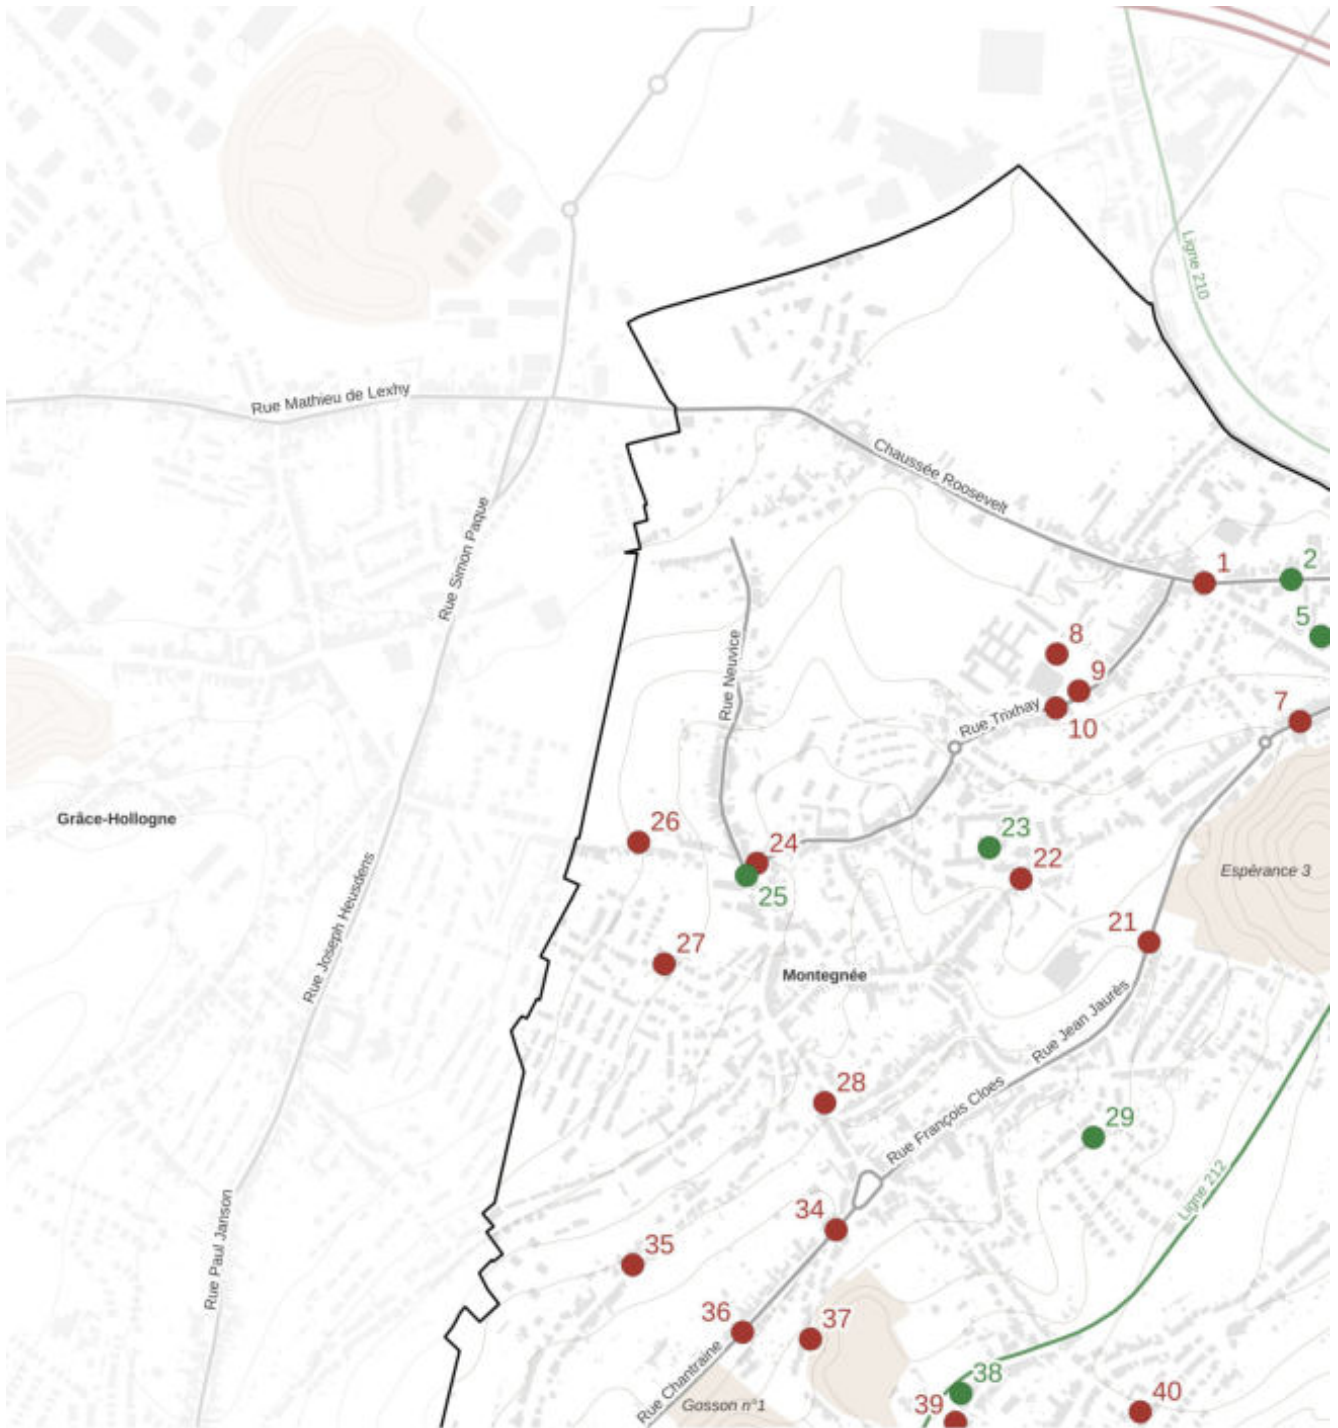 Ligne 210
Rue Mathieu de Lexhy
Chaussée Roosevelt
Rue Simon Paque
1
2
5
8
9
Rue Neuvice
Rue Trixhay
10
7
Grâce-Hollogne
26
24
23
22
25
Espérance 3
Rue Joseph Heusdens
21
27
Montegnée
Rue Jean Jaurès
28
Rue François Cloes
29
Ligne 212
34
Rue Paul Janson
35
36
37
Rue Chantraine
38
39
40
Gosson n°1